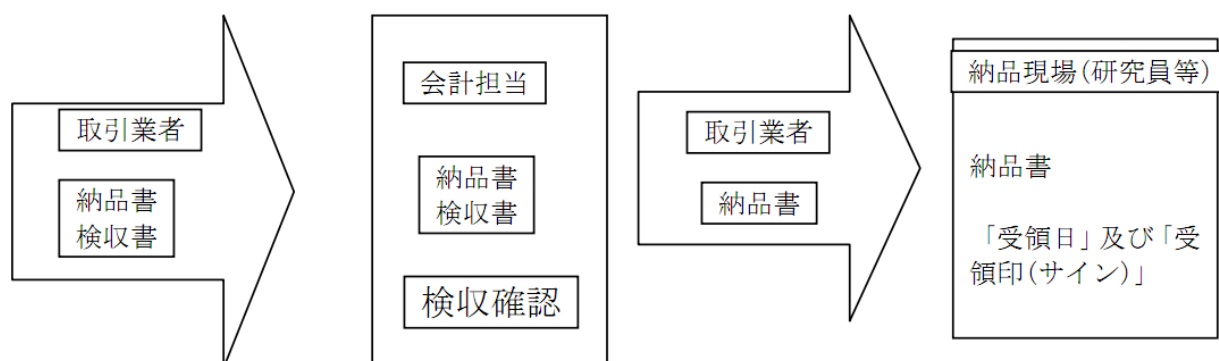 取引業者
納品書
検収書
会計担当
納品書
検収書
検収確認
取引業者
納品書
納品現場(研究員等)
納品書
「受領日」及び「受
領印(サイン)」